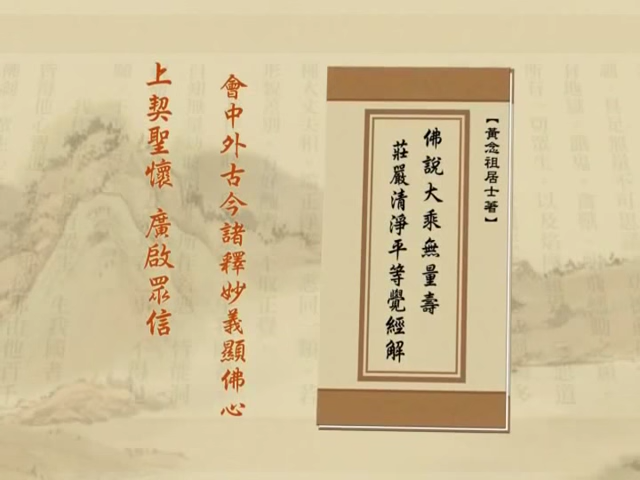 【黃念祖居士著】
佛說大乘無量壽
莊嚴清淨平等覺經解
會中外古今諸釋妙義顯佛心
上契聖懷 廣啟眾信